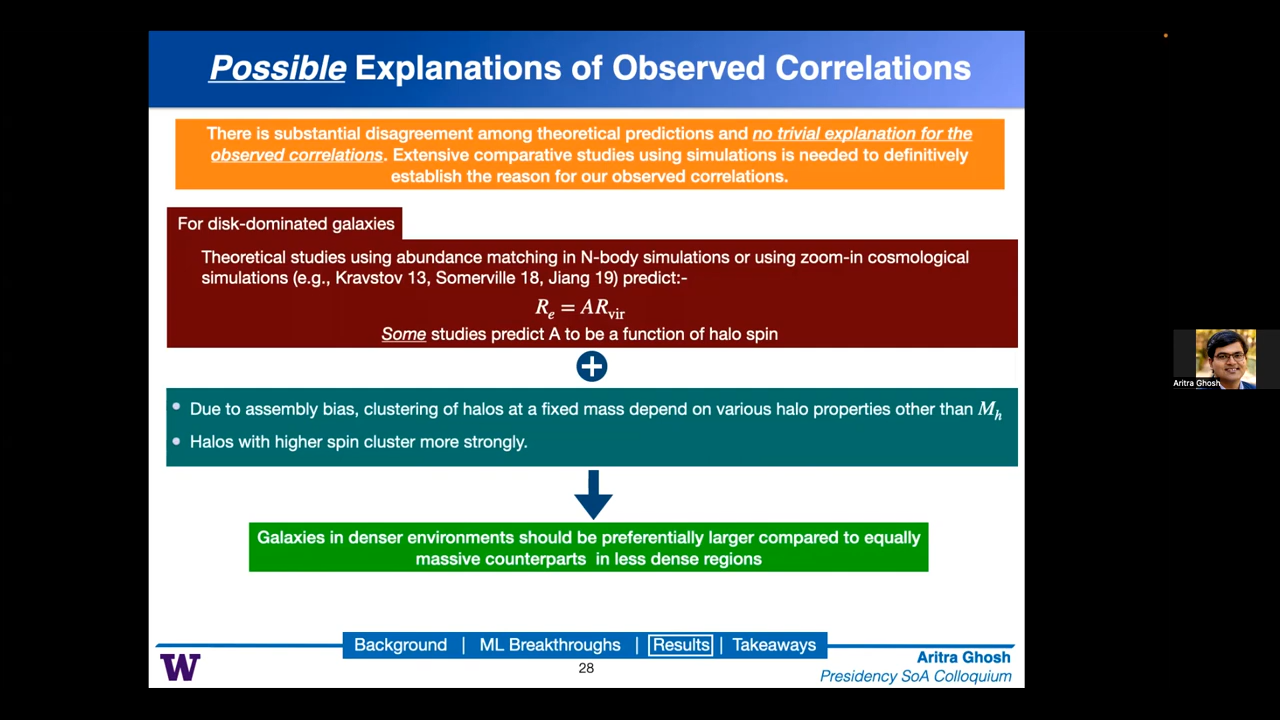 Possible Explanations of Observed Correlations
There is substantial disagreement among theoretical predictions and no trivial explanation for the
observed correlations. Extensive comparative studies using simulations is needed to definitively
establish the reason for our observed correlations.
For disk-dominated galaxies
Theoretical studies using abundance matching in N-body simulations or using zoom-in cosmological
simulations (e.g., Kravstov 13, Somerville 18, Jiang 19) predict:-
R_e = AR_vir
Some studies predict A to be a function of halo spin
+
• Due to assembly bias, clustering of halos at a fixed mass depend on various halo properties other than M_h
• Halos with higher spin cluster more strongly.
Galaxies in denser environments should be preferentially larger compared to equally
massive counterparts in less dense regions
Background | ML Breakthroughs | Results | Takeaways
W
28
Aritra Ghosh
Presidency SoA Colloquium
Aritra Ghosh